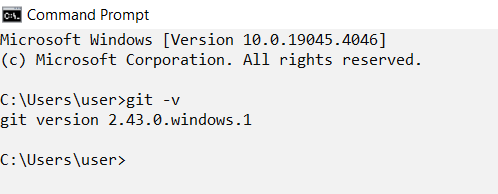 Command Prompt
Microsoft Windows [Version 10.0.19045.4046]
(c) Microsoft Corporation. All rights reserved.
C:\Users\user>git -v
git version 2.43.0.windows.1
C:\Users\user>